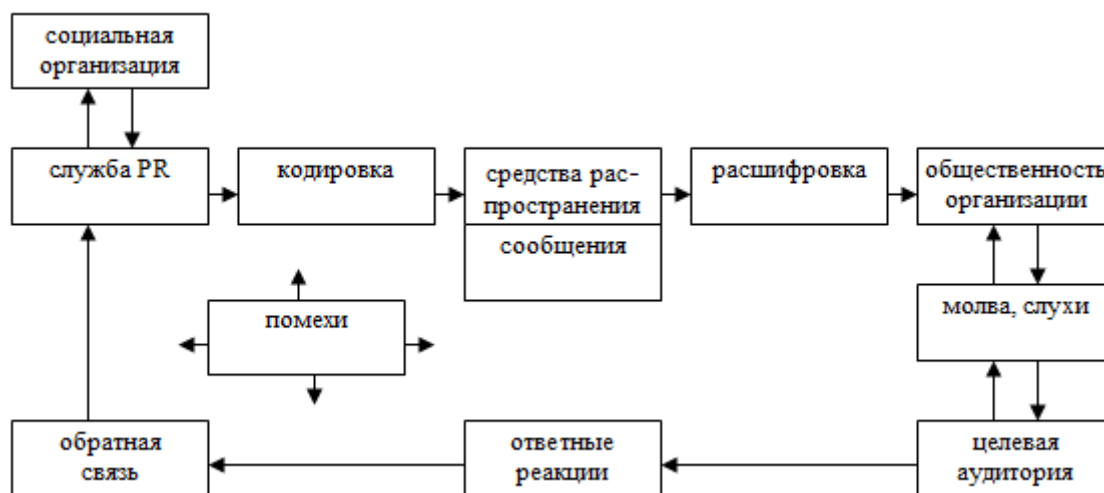 социальная
организация
служба PR
кодировка
средства рас-
пространения
сообщения
расшифровка
общественность
организации
помехи
молва, слухи
обратная
связь
ответные
реакции
целевая
аудитория